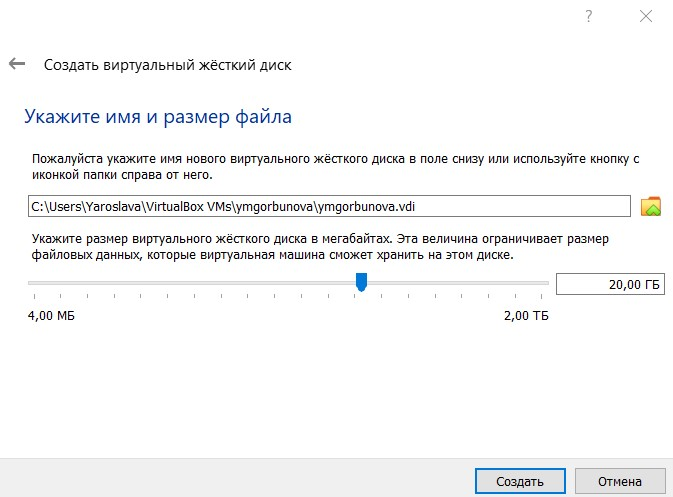 ?
Создать виртуальный жёсткий диск
Укажите имя и размер файла
Пожалуйста укажите имя нового виртуального жёсткого диска в поле снизу или используйте кнопку с
иконкой папки справа от него.
C:\Users\Yaroslava\VirtualBox VMs\ymgorbunova\ymgorbunova.vdi
Укажите размер виртуального жёсткого диска в мегабайтах. Эта величина ограничивает размер
файловых данных, которые виртуальная машина сможет хранить на этом диске.
20,00 ГБ
4,00 МБ 2,00 ТБ
Создать Отмена